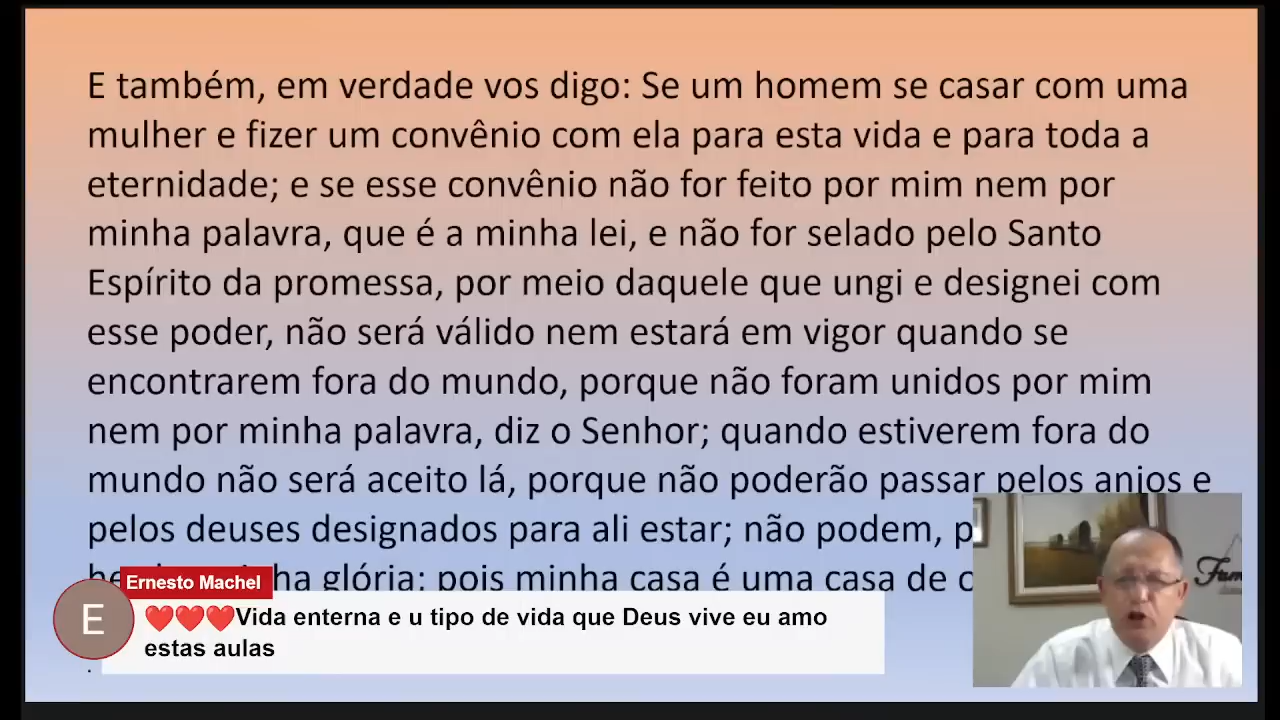 E também, em verdade vos digo: Se um homem se casar com uma
mulher e fizer um convênio com ela para esta vida e para toda a
eternidade; e se esse convênio não for feito por mim nem por
minha palavra, que é a minha lei, e não for selado pelo Santo
Espírito da promessa, por meio daquele que ungi e designei com
esse poder, não será válido nem estará em vigor quando se
encontrarem fora do mundo, porque não foram unidos por mim
nem por minha palavra, diz o Senhor; quando estiverem fora do
mundo não será aceito lá, porque não poderão passar pelos anjos e
pelos deuses designados para ali estar; não podem,
glória; pois minha casa é uma casa de
Ernesto Machel
E
❤️❤️❤️Vida enterna e u tipo de vida que Deus vive eu amo
estas aulas